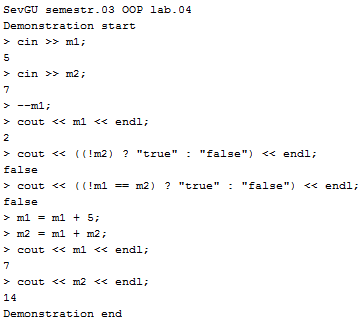 SevGU semestr.03 OOP lab.04
Demonstration start
> cin >> m1;
5
> cin >> m2;
7
> --m1;
> cout << m1 << endl;
2
> cout << ((!m2) ? "true" : "false") << endl;
false
> cout << ((!m1 == m2) ? "true" : "false") << endl;
false
> m1 = m1 + 5;
> m2 = m1 + m2;
> cout << m1 << endl;
7
> cout << m2 << endl;
14
Demonstration end